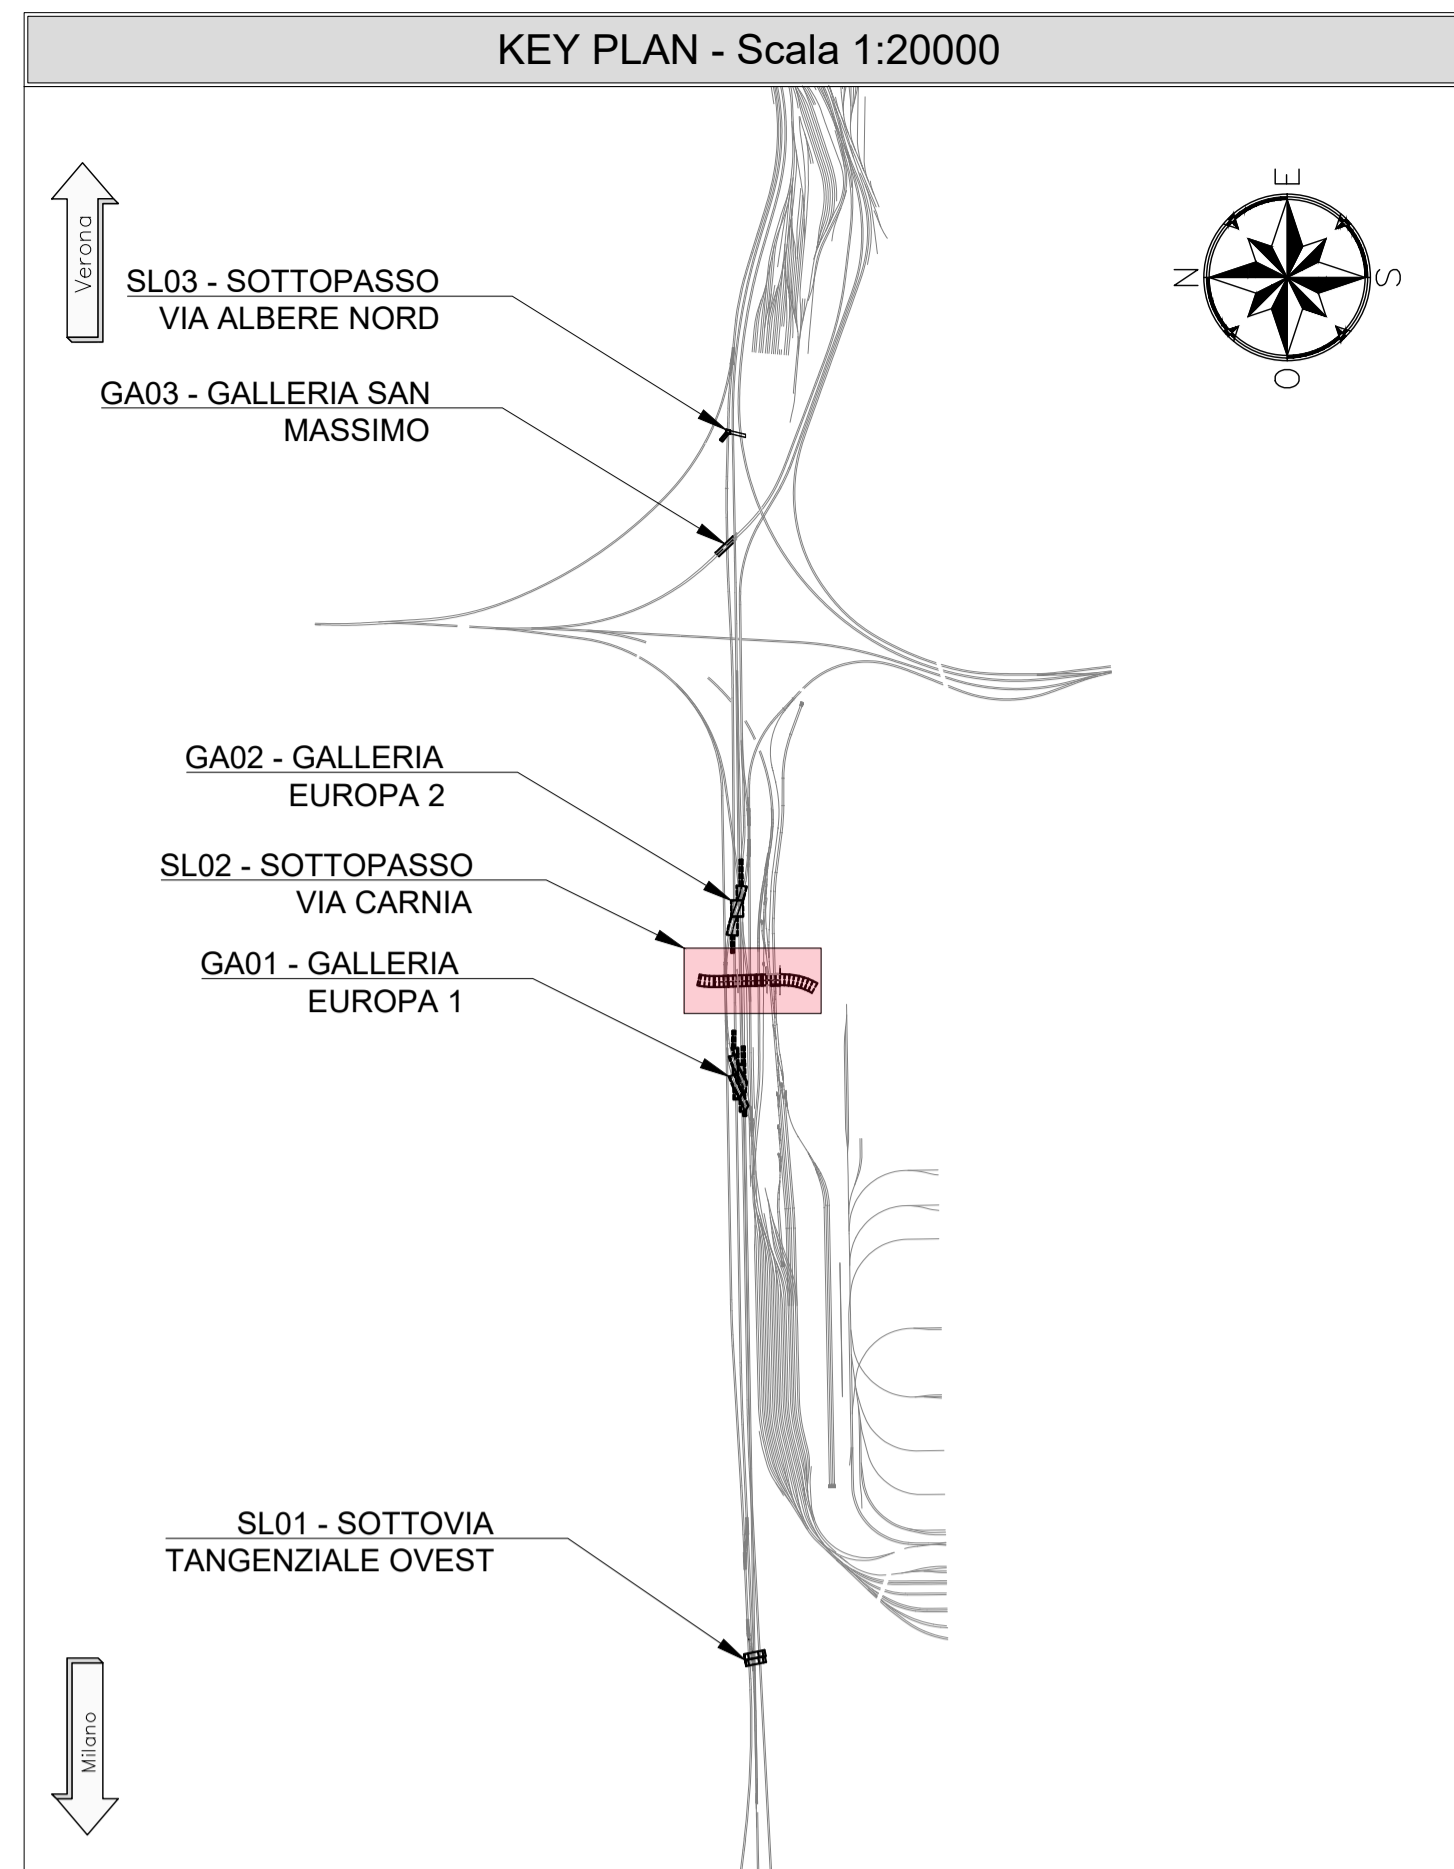 KEY PLAN - Scala 1:20000
Verona
E
N
S
O
SL03 - SOTTOPASSO
VIA ALBERE NORD
GA03 - GALLERIA SAN
MASSIMO
GA02 - GALLERIA
EUROPA 2
SL02 - SOTTOPASSO
VIA CARNIA
GA01 - GALLERIA
EUROPA 1
SL01 - SOTTOVIA
TANGENZIALE OVEST
Milano